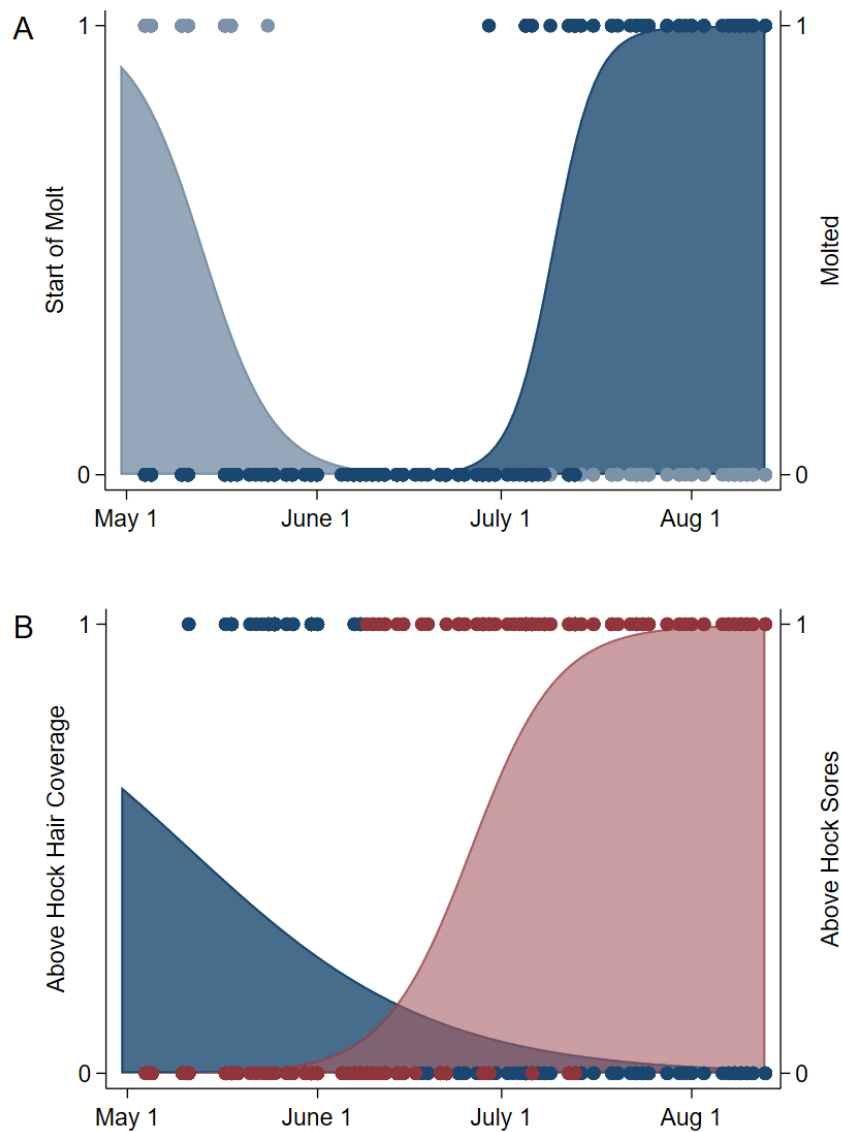 A
1
1
Start of Molt
Molted
0
0
May 1 June 1 July 1 Aug 1
B
1
1
Above Hock Hair Coverage
Above Hock Sores
0
0
May 1 June 1 July 1 Aug 1